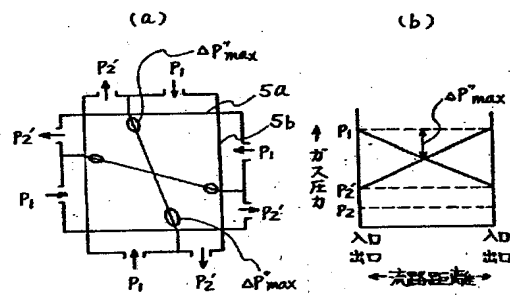 (a)
(b)
ΔP"max
P2'
P1
5a
5b
P2'
P1
P1
P2'
P1
P2'
ΔP"max
ΔP"max
P1
P2'
P2
↑ガス圧力
入口
出口
入口
出口
流路距離